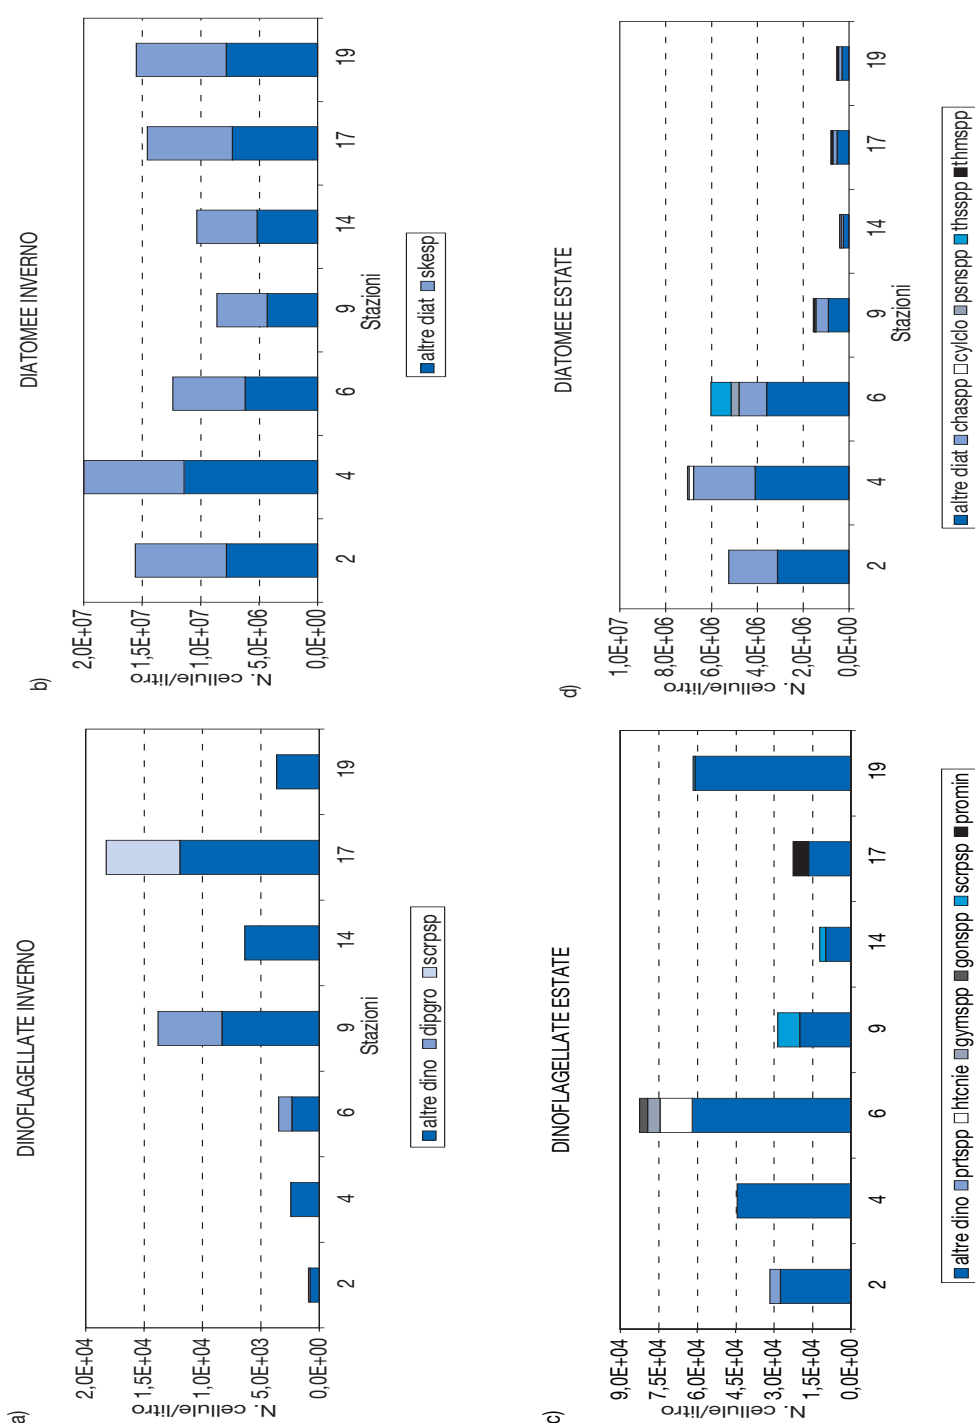 a)
DINOFLAGELLATE INVERNO
N. cellule/litro
2,0E+04
1,5E+04
1,0E+04
5,0E+03
0,0E+00
2 4 6 9 14 17 19
Stazioni
altre dino dipgro scrpsp
b)
DIATOMEE INVERNO
N. cellule/litro
2,0E+07
1,5E+07
1,0E+07
5,0E+06
0,0E+00
2 4 6 9 14 17 19
Stazioni
altre diat skesp
c)
DINOFLAGELLATE ESTATE
N. cellule/litro
9,0E+04
7,5E+04
6,0E+04
4,5E+04
3,0E+04
1,5E+04
0,0E+00
2 4 6 9 14 17 19
altre dino prtspp htcnie gymspp gonspp scrpsp promin
d)
DIATOMEE ESTATE
N. cellule/litro
1,0E+07
8,0E+06
6,0E+06
4,0E+06
2,0E+06
0,0E+00
2 4 6 9 14 17 19
Stazioni
altre diat chaspp cylclo psnspp thsspp thmspp